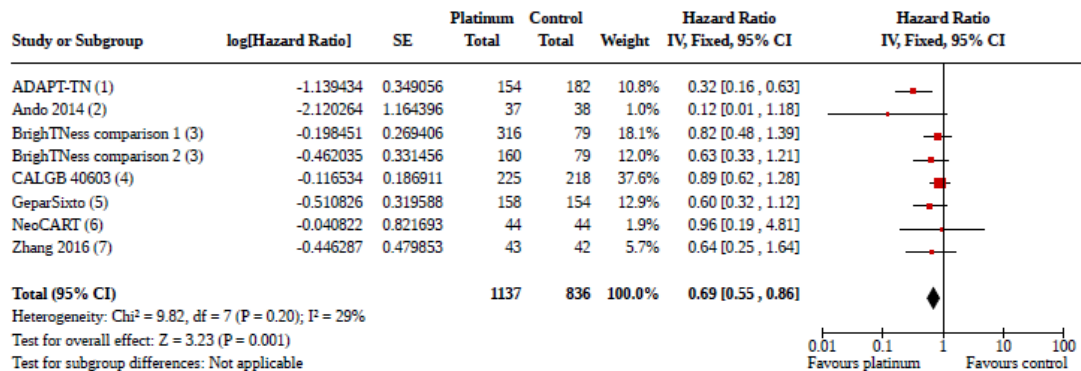 Platinum Control Hazard Ratio Hazard Ratio
Study or Subgroup log[Hazard Ratio] SE Total Total Weight IV, Fixed, 95% CI IV, Fixed, 95% CI
ADAPT-TN (1) -1.139434 0.349056 154 182 10.8% 0.32 [0.16 , 0.63]
Ando 2014 (2) -2.120264 1.164396 37 38 1.0% 0.12 [0.01 , 1.18]
BrighTNess comparison 1 (3) -0.198451 0.269406 316 79 18.1% 0.82 [0.48 , 1.39]
BrighTNess comparison 2 (3) -0.462035 0.331456 160 79 12.0% 0.63 [0.33 , 1.21]
CALGB 40603 (4) -0.116534 0.186911 225 218 37.6% 0.89 [0.62 , 1.28]
GeparSixto (5) -0.510826 0.319588 158 154 12.9% 0.60 [0.32 , 1.12]
NeoCART (6) -0.040822 0.821693 44 44 1.9% 0.96 [0.19 , 4.81]
Zhang 2016 (7) -0.446287 0.479853 43 42 5.7% 0.64 [0.25 , 1.64]
Total (95% CI) 1137 836 100.0% 0.69 [0.55 , 0.86]
Heterogeneity: Chi² = 9.82, df = 7 (P = 0.20); I² = 29%
Test for overall effect: Z = 3.23 (P = 0.001)
Test for subgroup differences: Not applicable
0.01 0.1 1 10 100
Favours platinum Favours control